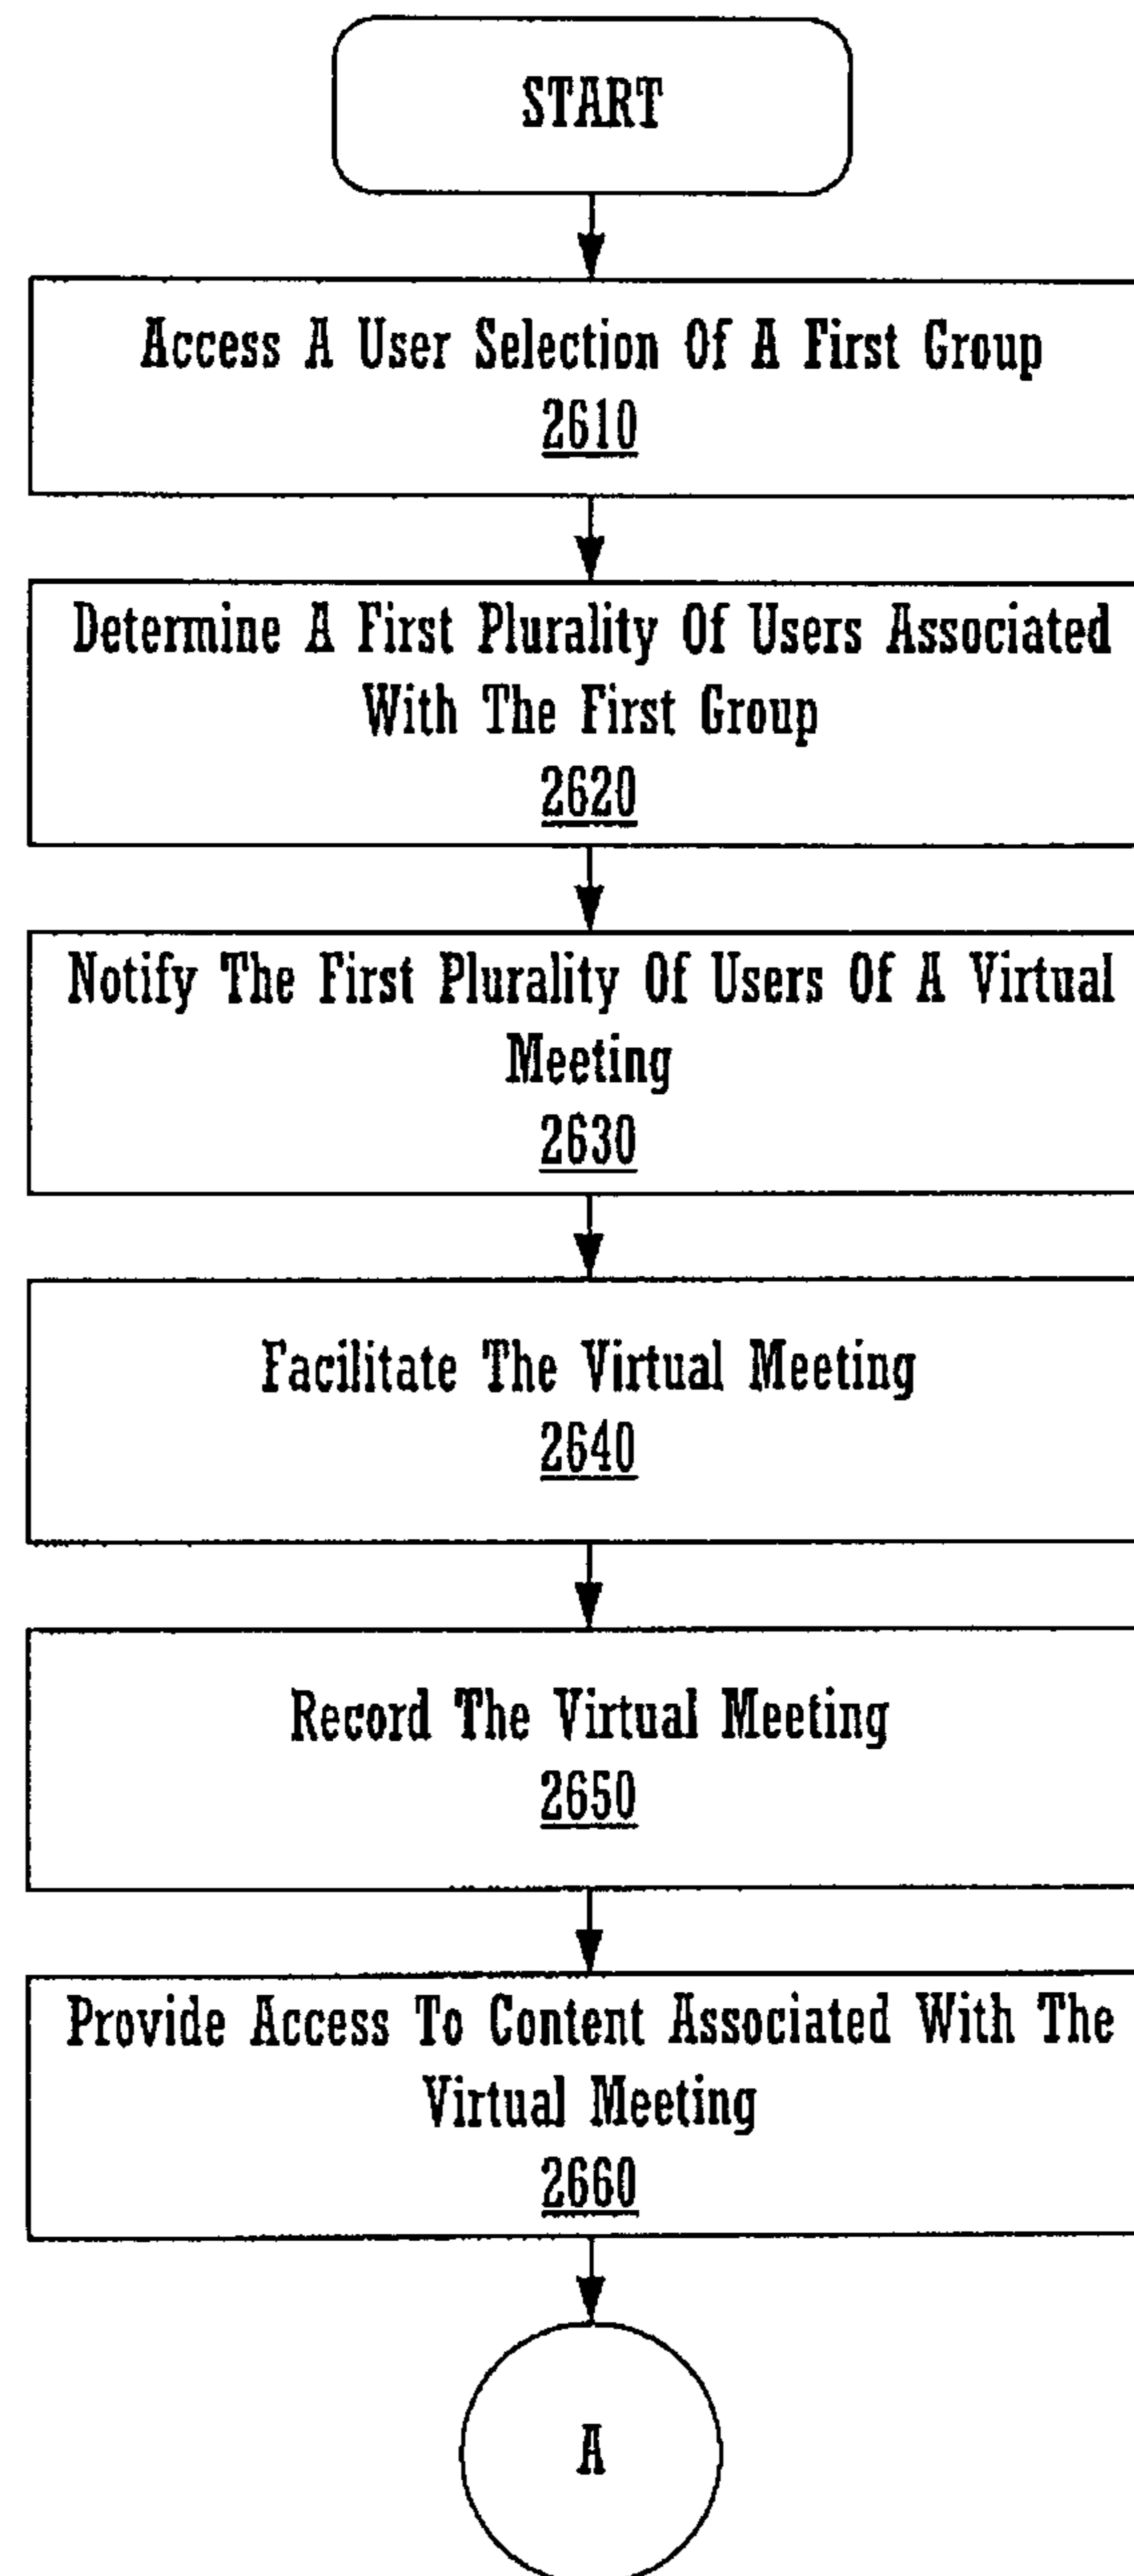 START
Access A User Selection Of A First Group
2610
Determine A First Plurality Of Users Associated
With The First Group
2620
Notify The First Plurality Of Users Of A Virtual
Meeting
2630
Facilitate The Virtual Meeting
2640
Record The Virtual Meeting
2650
Provide Access To Content Associated With The
Virtual Meeting
2660
A